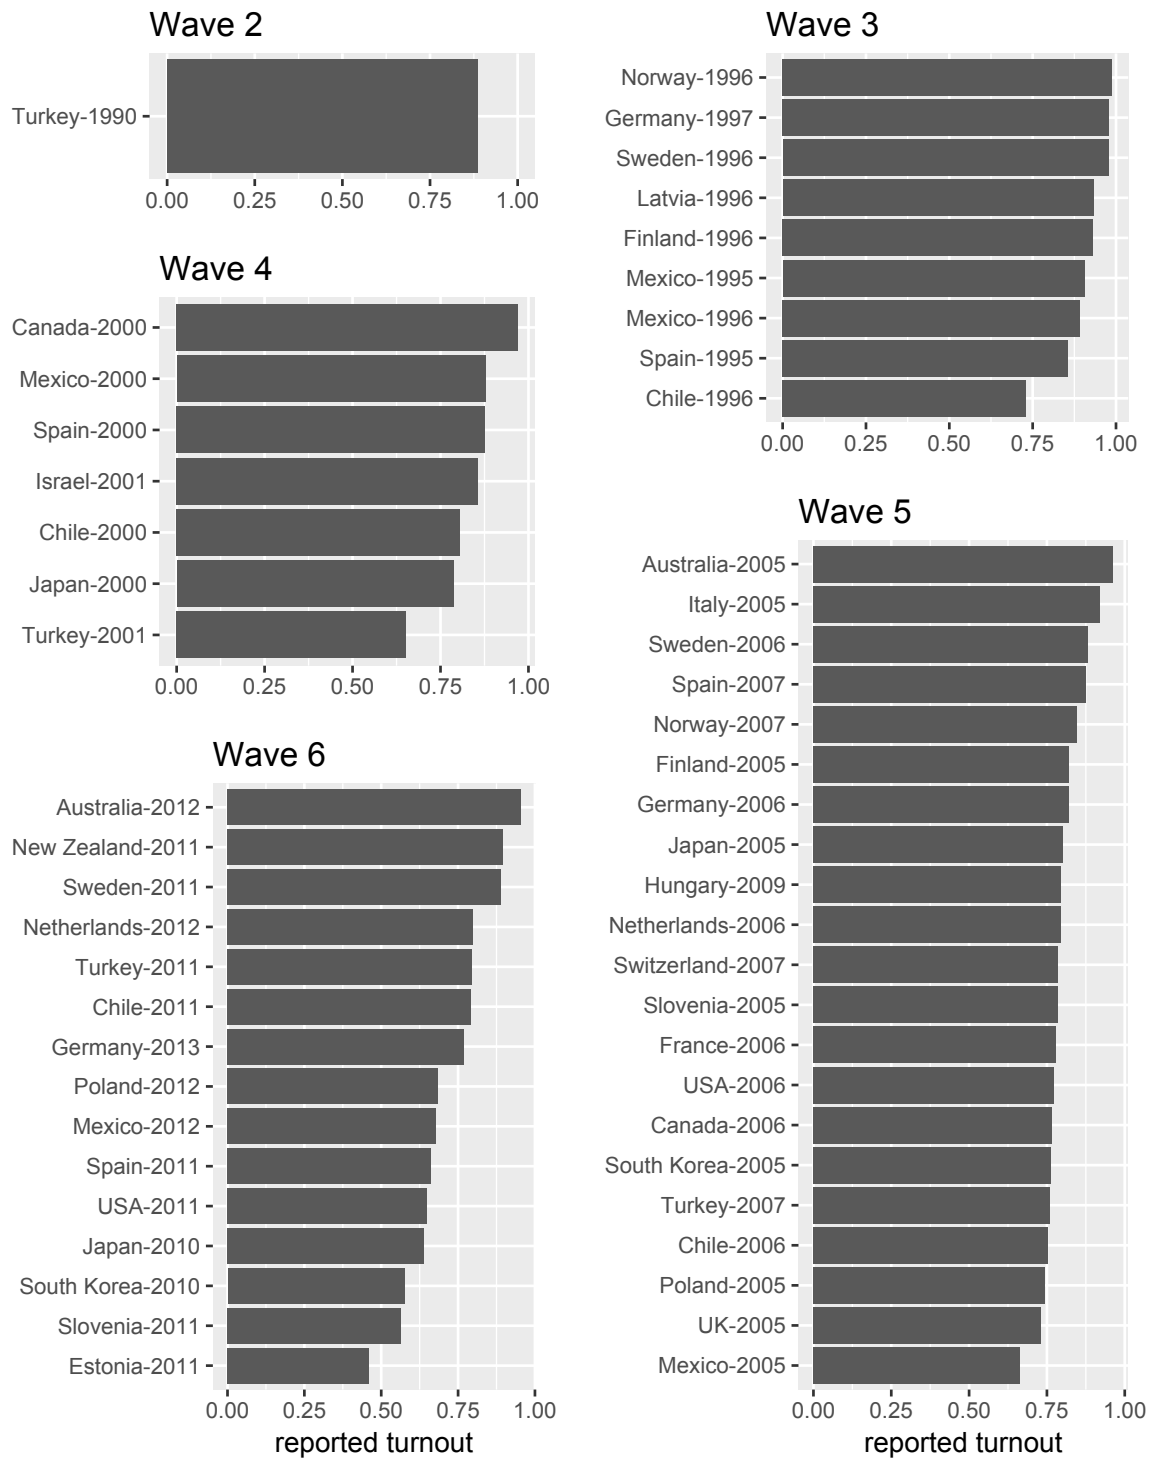 Wave 2
Turkey-1990
0.00 0.25 0.50 0.75 1.00
Wave 3
Norway-1996
Germany-1997
Sweden-1996
Latvia-1996
Finland-1996
Mexico-1995
Mexico-1996
Spain-1995
Chile-1996
0.00 0.25 0.50 0.75 1.00
Wave 4
Canada-2000
Mexico-2000
Spain-2000
Israel-2001
Chile-2000
Japan-2000
Turkey-2001
0.00 0.25 0.50 0.75 1.00
Wave 5
Australia-2005
Italy-2005
Sweden-2006
Spain-2007
Norway-2007
Finland-2005
Germany-2006
Japan-2005
Hungary-2009
Netherlands-2006
Switzerland-2007
Slovenia-2005
France-2006
USA-2006
Canada-2006
South Korea-2005
Turkey-2007
Chile-2006
Poland-2005
UK-2005
Mexico-2005
0.00 0.25 0.50 0.75 1.00
reported turnout
Wave 6
Australia-2012
New Zealand-2011
Sweden-2011
Netherlands-2012
Turkey-2011
Chile-2011
Germany-2013
Poland-2012
Mexico-2012
Spain-2011
USA-2011
Japan-2010
South Korea-2010
Slovenia-2011
Estonia-2011
0.00 0.25 0.50 0.75 1.00
reported turnout